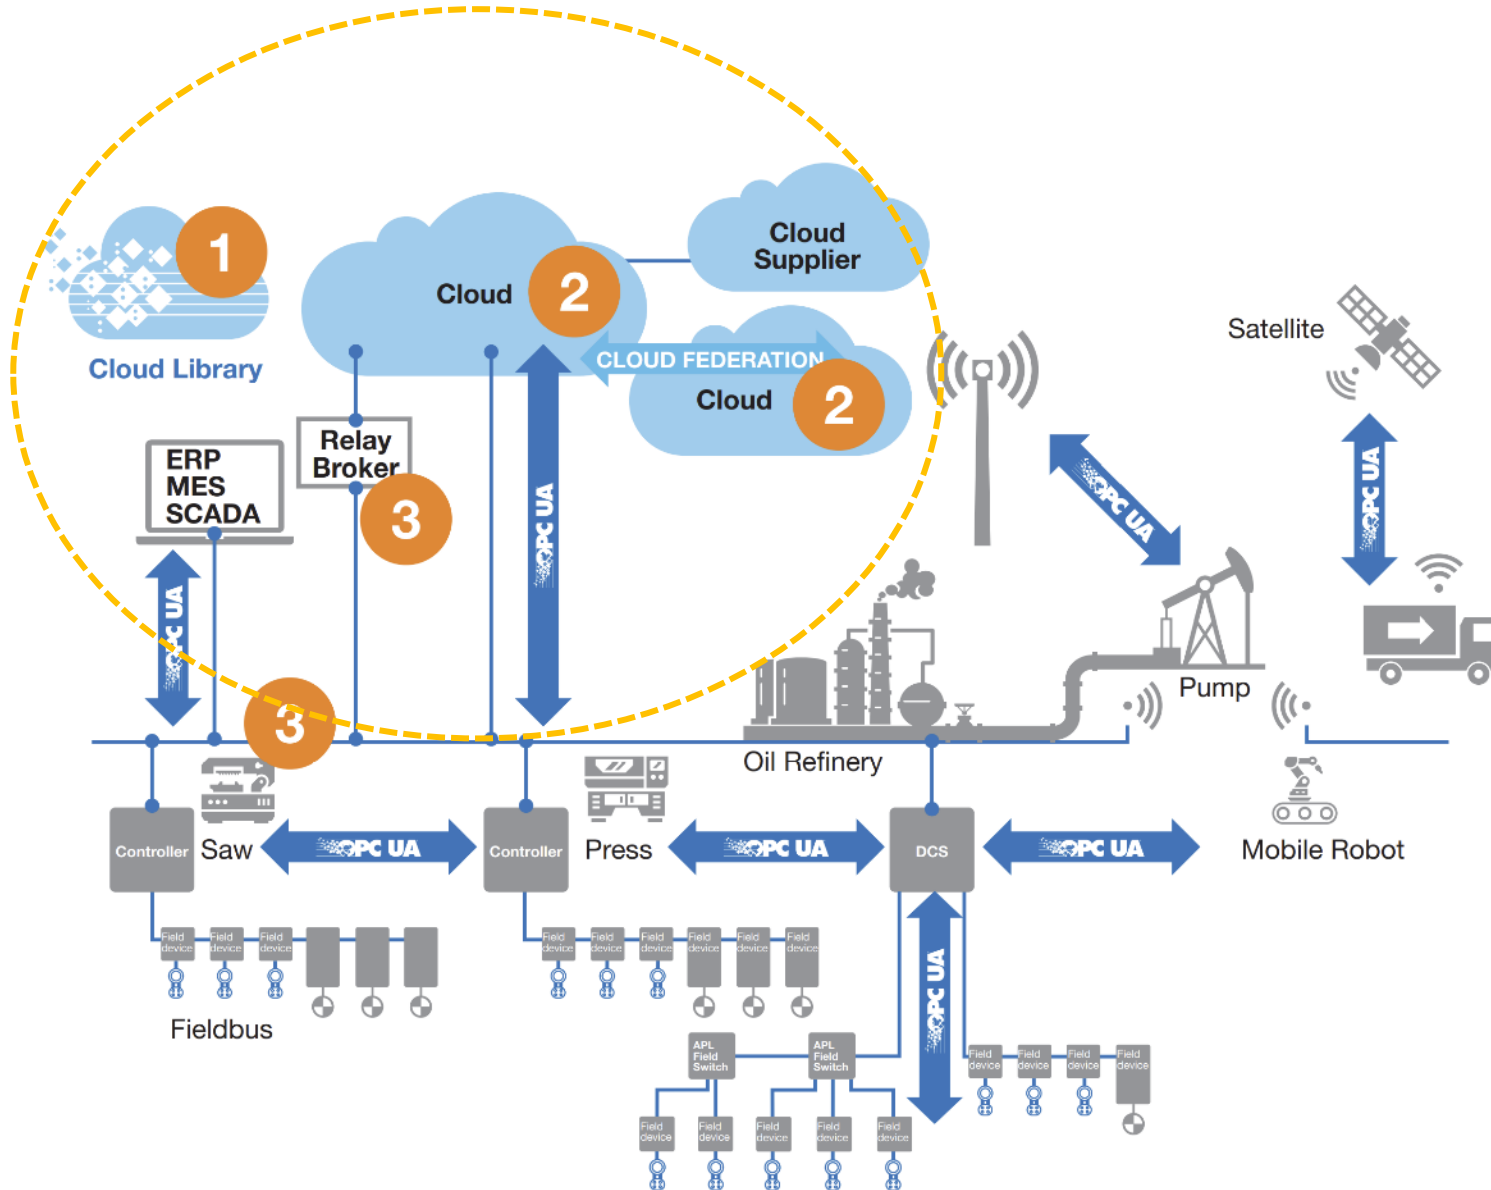 1
Cloud Library
Cloud
2
Cloud
Supplier
CLOUD FEDERATION
Cloud
2
Satellite
ERP
MES
SCADA
Relay
Broker
3
OPC UA
OPC UA
OPC UA
OPC UA
3
Pump
Oil Refinery
Controller
Saw
OPC UA
Controller
Press
OPC UA
DCS
OPC UA
Mobile Robot
Field
device
Field
device
Field
device
Fieldbus
Field
device
Field
device
Field
device
Field
device
Field
device
Field
device
OPC UA
APL
Field
Switch
APL
Field
Switch
Field
device
Field
device
Field
device
Field
device
Field
device
Field
device
Field
device
Field
device
Field
device